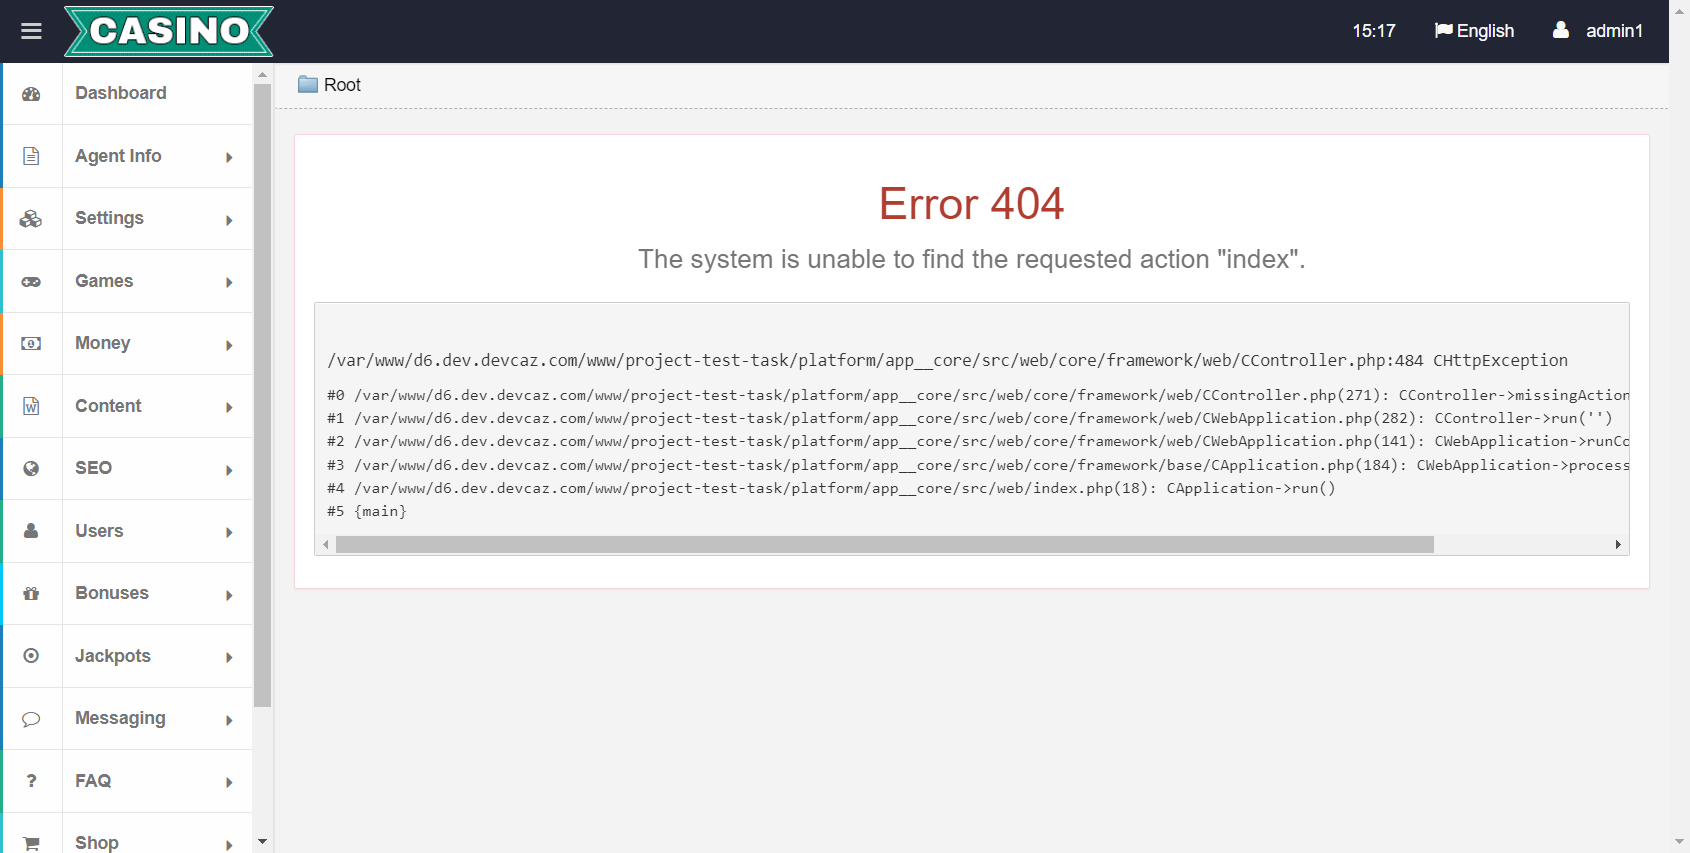 CASINO
15:17
English
admin1
Dashboard
Agent Info
Settings
Games
Money
Content
SEO
Users
Bonuses
Jackpots
Messaging
? FAQ
Shop
Root
Error 404
The system is unable to find the requested action "index".
/var/www/d6.dev.devcaz.com/www/project-test-task/platform/app__core/src/web/core/framework/web/CController.php:484 CHttpException
#0 /var/www/d6.dev.devcaz.com/www/project-test-task/platform/app__core/src/web/core/framework/web/CController.php(271): CController->missingAction
#1 /var/www/d6.dev.devcaz.com/www/project-test-task/platform/app__core/src/web/core/framework/web/CWebApplication.php(282): CController->run('')
#2 /var/www/d6.dev.devcaz.com/www/project-test-task/platform/app__core/src/web/core/framework/web/CWebApplication.php(141): CWebApplication->runCo
#3 /var/www/d6.dev.devcaz.com/www/project-test-task/platform/app__core/src/web/core/framework/base/CApplication.php(184): CWebApplication->process
#4 /var/www/d6.dev.devcaz.com/www/project-test-task/platform/app__core/src/web/index.php(18): CApplication->run()
#5 {main}